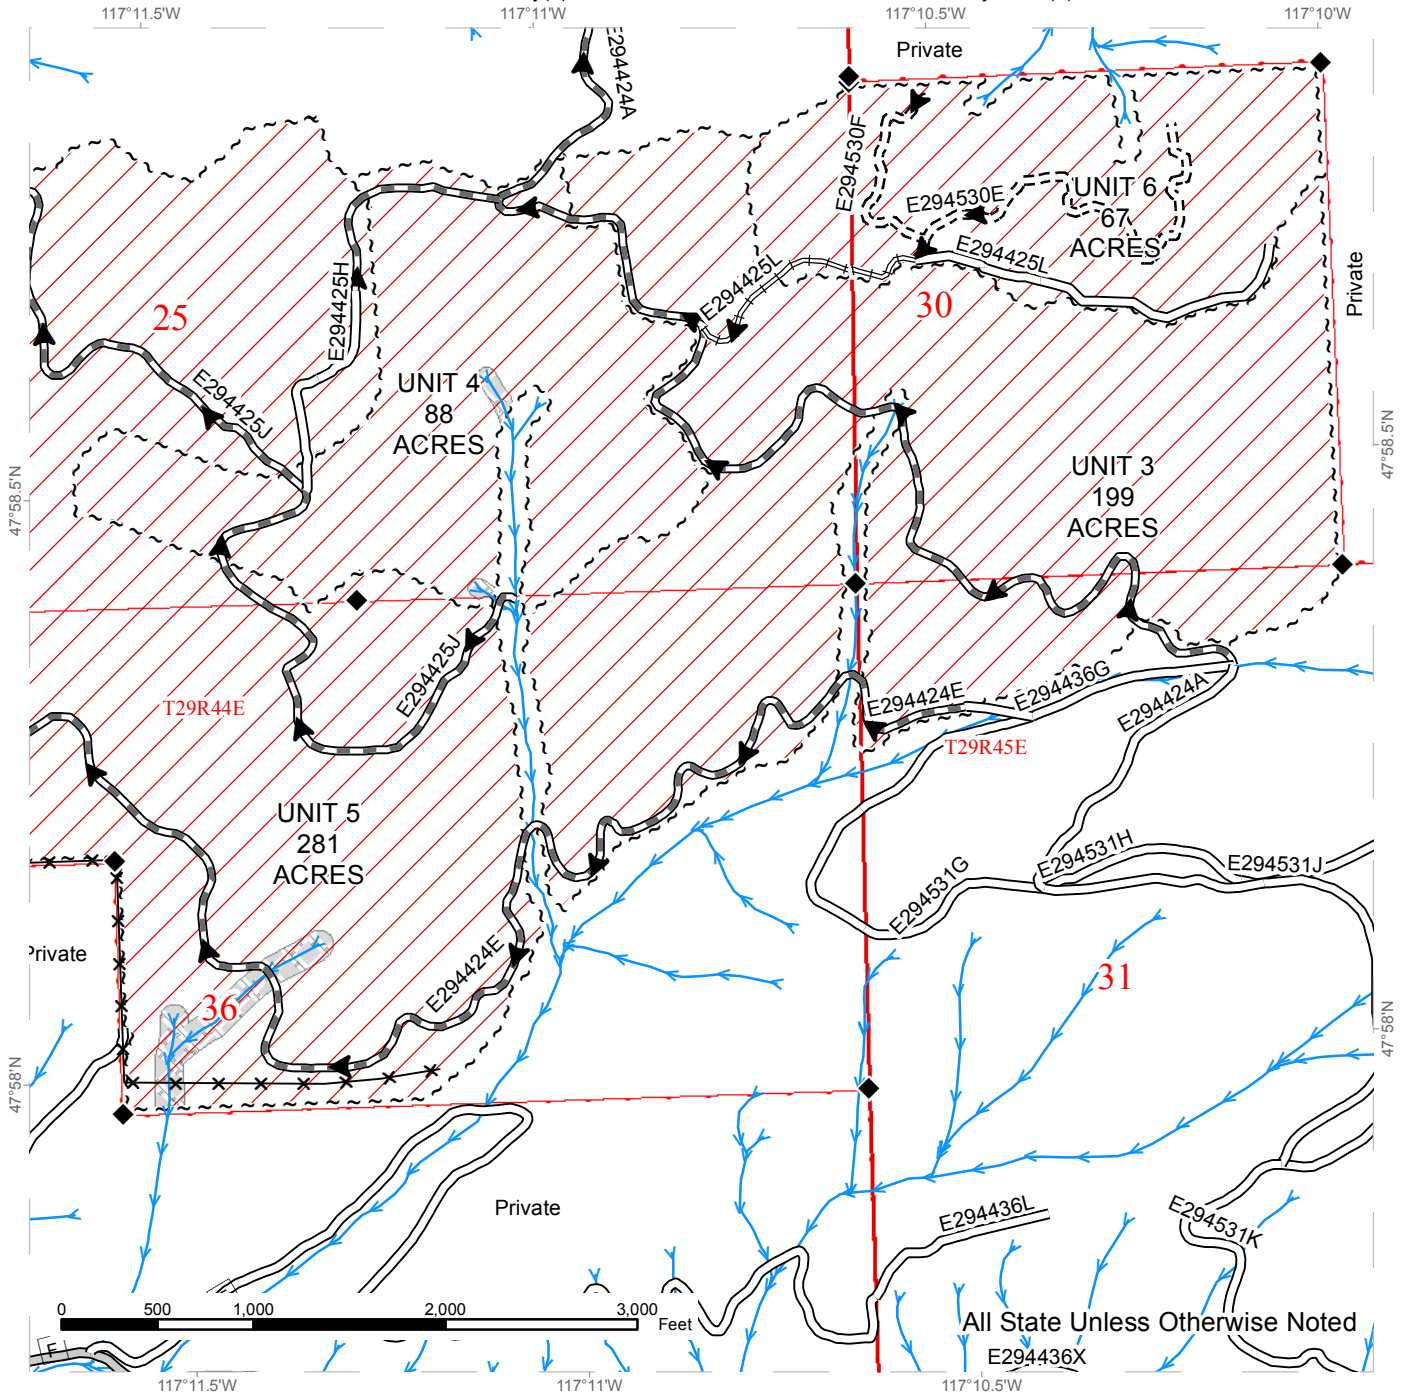 117°11.5'W
117°11'W
117°10.5'W
117°10'W
Private
E294424A
E294530F
E294530E
UNIT 6
67
ACRES
E294425L
E294425L
Private
25
30
E294425H
E294425J
UNIT 4
88
ACRES
47°58.5'N
47°58.5'N
UNIT 3
199
ACRES
E294425J
T29R44E
E294424E
E294436G
E294424A
T29R45E
UNIT 5
281
ACRES
E294531H
E294531J
E294531G
Private
E294424E
36
31
47°58'N
47°58'N
Private
E294436L
E294531K
0
500
1,000
2,000
3,000
Feet
All State Unless Otherwise Noted
F
E294436X
117°11.5'W
117°11'W
117°10.5'W